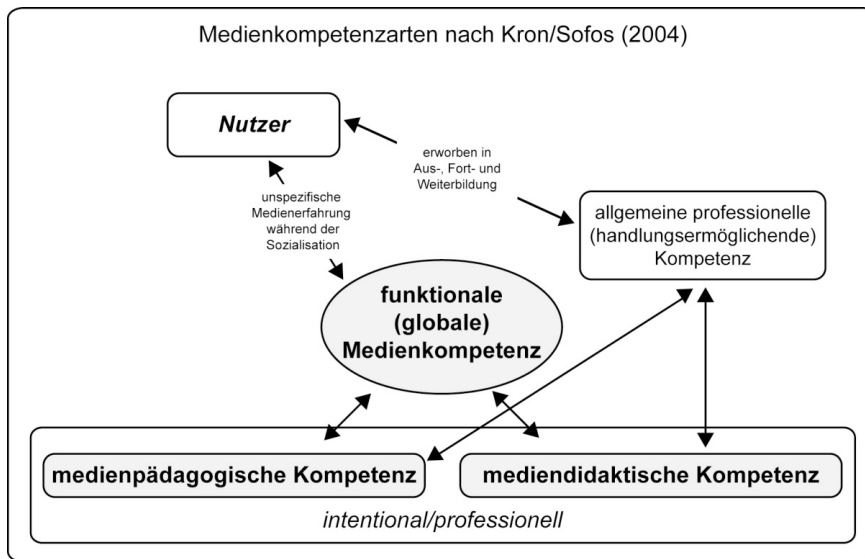 Medienkompetenzarten nach Kron/Sofos (2004)
Nutzer
erworben in
Aus-, Fort- und
Weiterbildung
unspezifische
Medienerfahrung
während der
Sozialisation
allgemeine professionelle
(handlungsermöglichende)
Kompetenz
funktionale
(globale)
Medienkompetenz
medienpädagogische Kompetenz
mediendidaktische Kompetenz
intentional/professionell